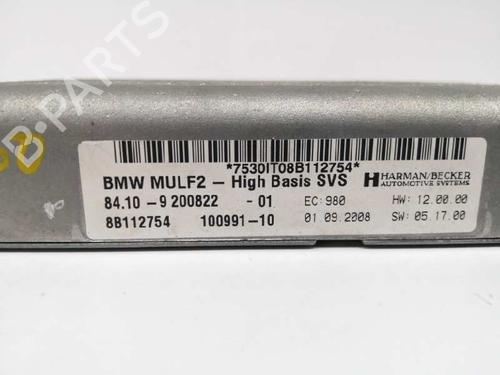 *7530IT08B112754*
BMW MULF2 – High Basis SVS
HARMAN/BECKER
AUTOMOTIVE SYSTEMS
84.10 - 9 200822 - 01 EC: 980 HW: 12.00.00
8B112754 100991-10 01 09.2008 SW: 05.17.00
B-Parts